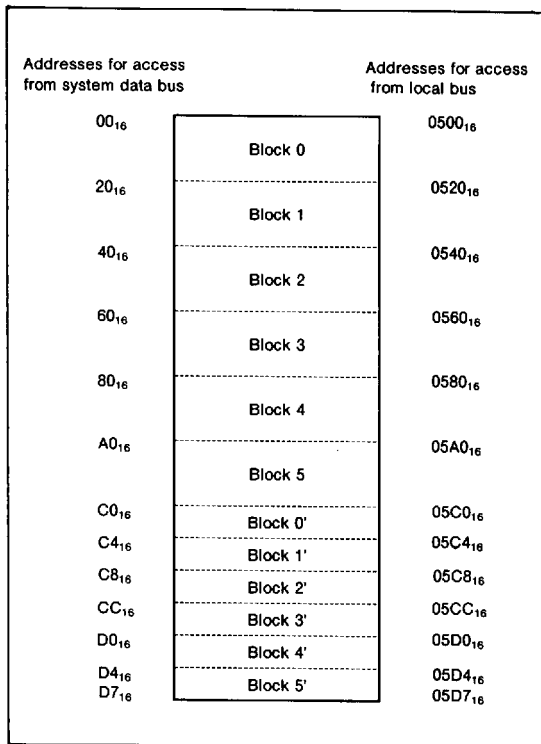 Addresses for access
from system data bus
Addresses for access
from local bus
00₁₆ 0500₁₆
Block 0
20₁₆ 0520₁₆
Block 1
40₁₆ 0540₁₆
Block 2
60₁₆ 0560₁₆
Block 3
80₁₆ 0580₁₆
Block 4
A0₁₆ 05A0₁₆
Block 5
C0₁₆ 05C0₁₆
Block 0'
C4₁₆ 05C4₁₆
Block 1'
C8₁₆ 05C8₁₆
Block 2'
CC₁₆ 05CC₁₆
Block 3'
D0₁₆ 05D0₁₆
Block 4'
D4₁₆ 05D4₁₆
Block 5'
D7₁₆ 05D7₁₆